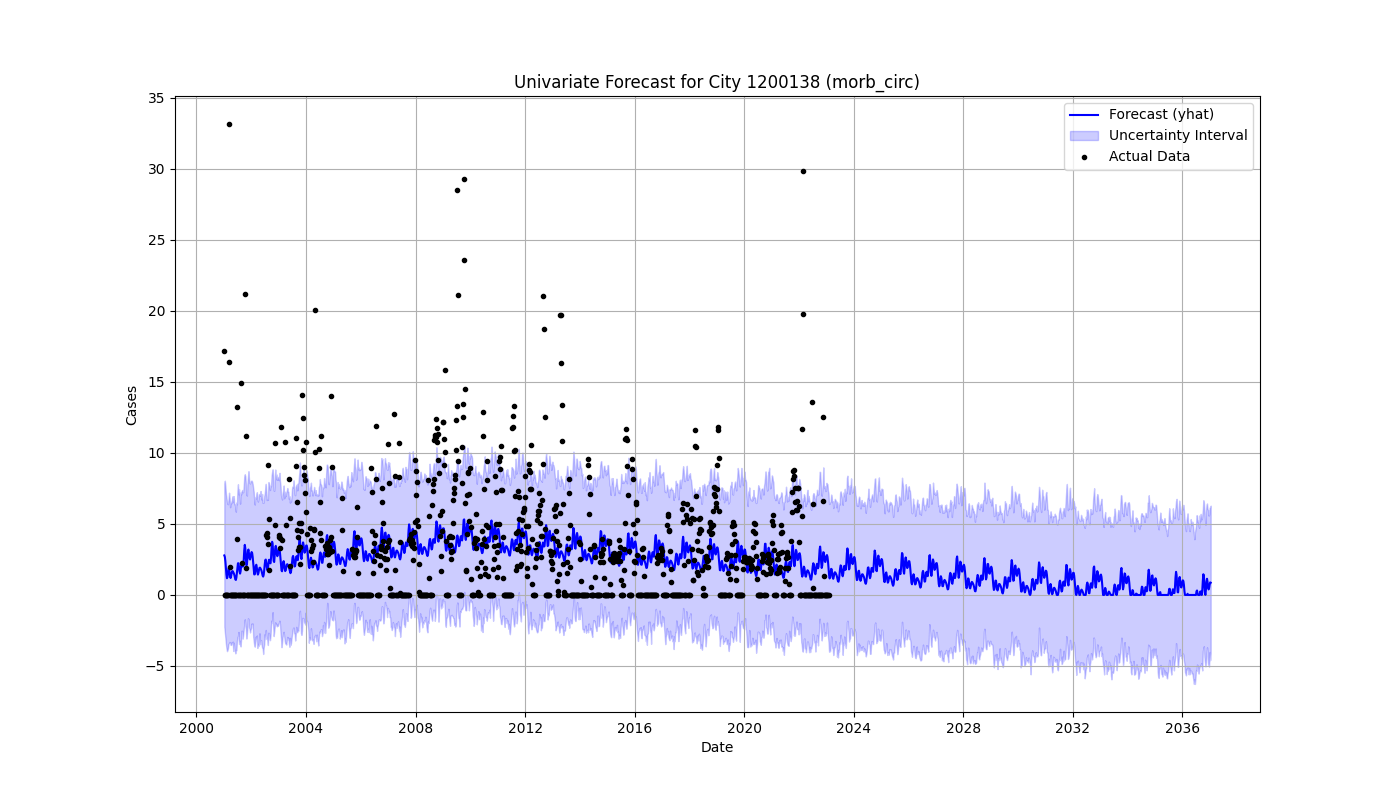 Univariate Forecast for City 1200138 (morb_circ)
Forecast (yhat)
Uncertainty Interval
Actual Data
Cases
35
30
25
20
15
10
5
0
−5
2000 2004 2008 2012 2016 2020 2024 2028 2032 2036
Date